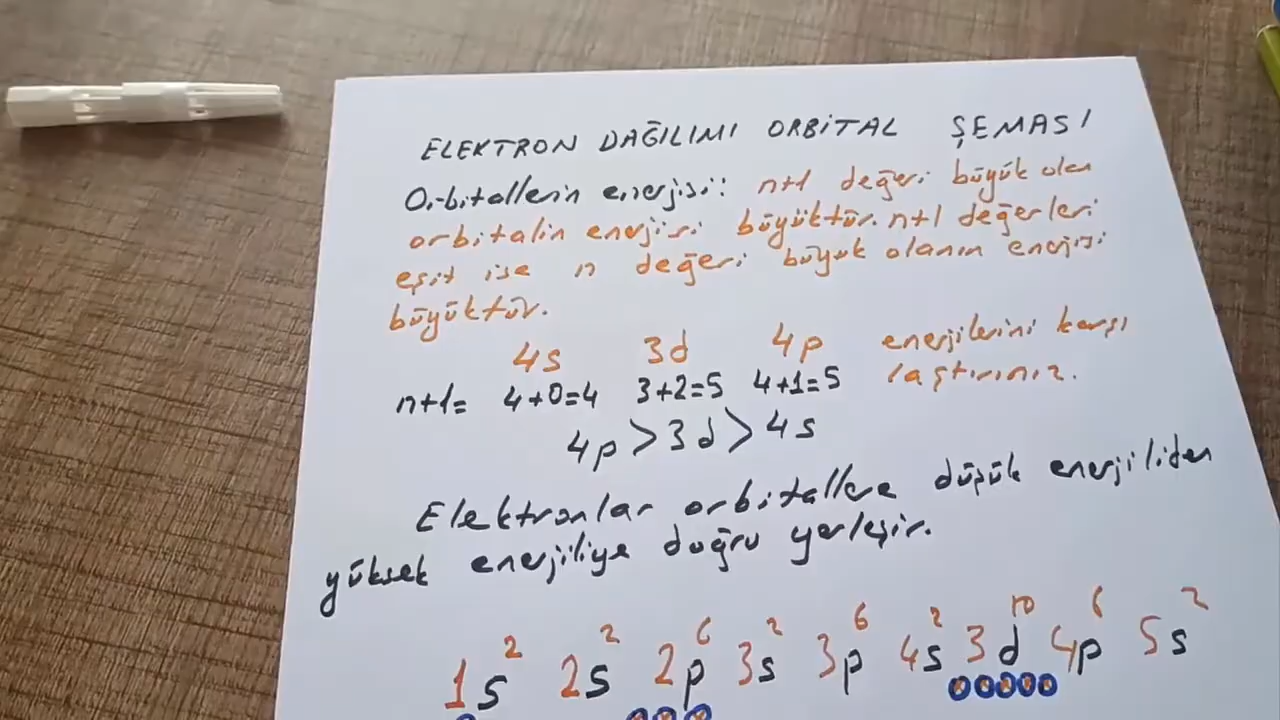 ELEKTRON DAĞILIMI ORBİTAL ŞEMASI
Orbitallerin enerjisi: n+l değeri büyük olan
orbitalin enerjisi büyüktür. n+l değerleri
eşit ise n değeri büyük olanın enerjisi
büyüktür.
4s 3d 4p enerjilerini karşı
n+l= 4+0=4 3+2=5 4+1=5 laştırınız.
4p > 3d > 4s
Elektronlar orbitallere düşük enerjiliden
yüksek enerjiliye doğru yerleşir.
1s² 2s² 2p⁶ 3s² 3p⁶ 4s² 3d¹⁰ 4p⁶ 5s²